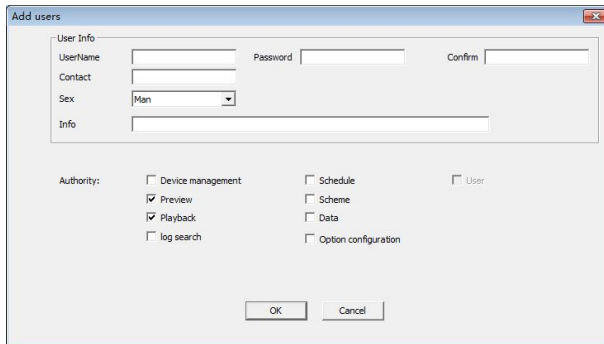 Add users
User Info
UserName Password Confirm
Contact
Sex Man
Info
Authority: Device management Schedule User
Preview Scheme
Playback Data
log search Option configuration
OK Cancel